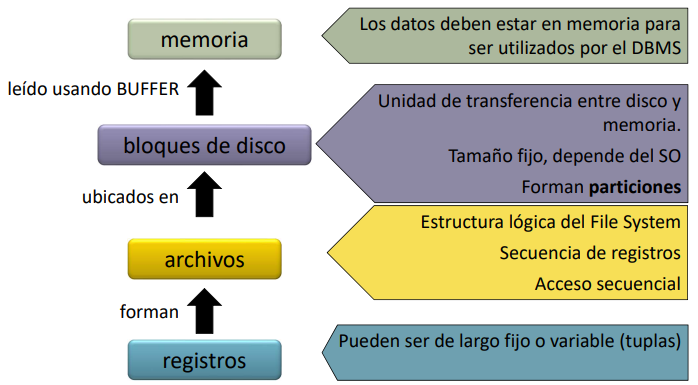 memoria
Los datos deben estar en memoria para
ser utilizados por el DBMS
leído usando BUFFER
bloques de disco
Unidad de transferencia entre disco y
memoria.
Tamaño fijo, depende del SO
Forman particiones
ubicados en
archivos
Estructura lógica del File System
Secuencia de registros
Acceso secuencial
forman
registros
Pueden ser de largo fijo o variable (tuplas)